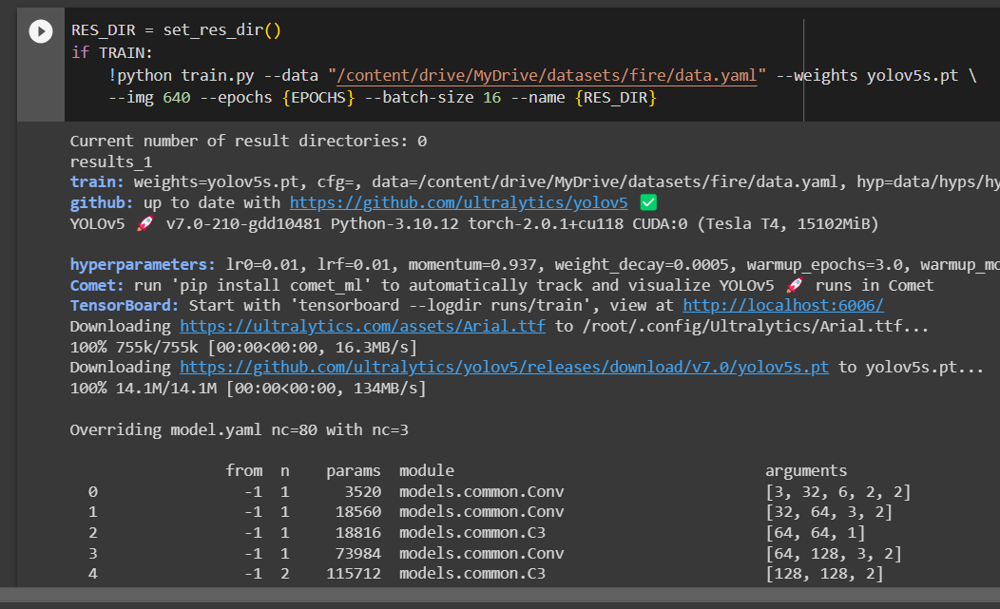 RES_DIR = set_res_dir()
if TRAIN:
    !python train.py --data "/content/drive/MyDrive/datasets/fire/data.yaml" --weights yolov5s.pt \
    --img 640 --epochs {EPOCHS} --batch-size 16 --name {RES_DIR}
Current number of result directories: 0
results_1
train: weights=yolov5s.pt, cfg=, data=/content/drive/MyDrive/datasets/fire/data.yaml, hyp=data/hyps/hy
github: up to date with https://github.com/ultralytics/yolov5 ✅
YOLOv5 🚀 v7.0-210-gdd10481 Python-3.10.12 torch-2.0.1+cu118 CUDA:0 (Tesla T4, 15102MiB)
hyperparameters: lr0=0.01, lrf=0.01, momentum=0.937, weight_decay=0.0005, warmup_epochs=3.0, warmup_mo
Comet: run 'pip install comet_ml' to automatically track and visualize YOLOv5 🚀 runs in Comet
TensorBoard: Start with 'tensorboard --logdir runs/train', view at http://localhost:6006/
Downloading https://ultralytics.com/assets/Arial.ttf to /root/.config/Ultralytics/Arial.ttf...
100% 755k/755k [00:00<00:00, 16.3MB/s]
Downloading https://github.com/ultralytics/yolov5/releases/download/v7.0/yolov5s.pt to yolov5s.pt...
100% 14.1M/14.1M [00:00<00:00, 134MB/s]
Overriding model.yaml nc=80 with nc=3
from n params module arguments
0 -1 1 3520 models.common.Conv [3, 32, 6, 2, 2]
1 -1 1 18560 models.common.Conv [32, 64, 3, 2]
2 -1 1 18816 models.common.C3 [64, 64, 1]
3 -1 1 73984 models.common.Conv [64, 128, 3, 2]
4 -1 2 115712 models.common.C3 [128, 128, 2]